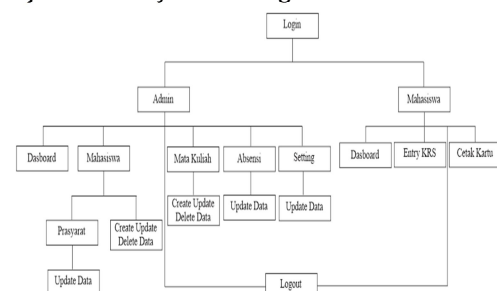 Login
Admin
Mahasiswa
Dasboard
Mahasiswa
Mata Kuliah
Absensi
Setting
Dasboard
Entry KRS
Cetak Kartu
Prasyarat
Create Update
Delete Data
Create Update
Delete Data
Update Data
Update Data
Update Data
Logout